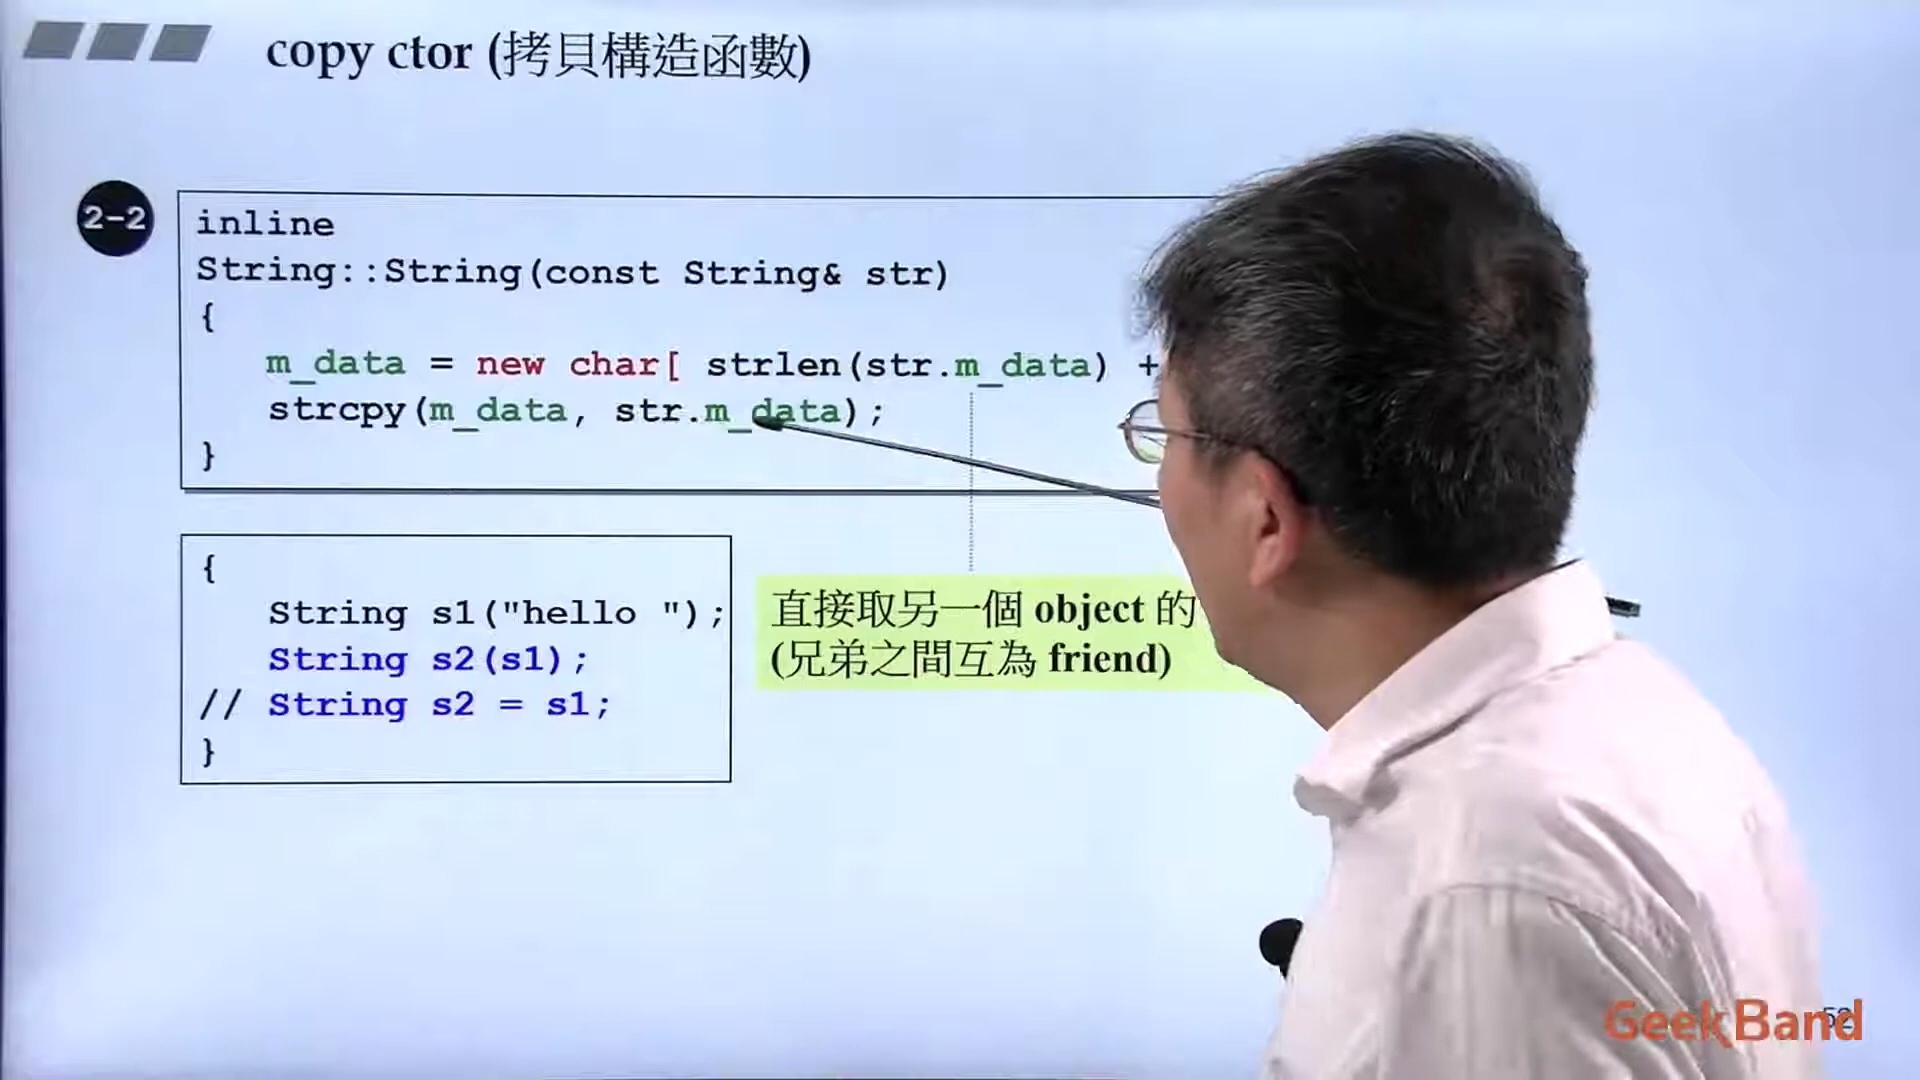 copy ctor (拷貝構造函數)
2-2
inline
String::String(const String& str)
{
m_data = new char[ strlen(str.m_data) +
strcpy(m_data, str.m_data);
}
{
String s1("hello ");
String s2(s1);
// String s2 = s1;
}
直接取另一個 object 的
(兄弟之間互為 friend)
GeekBand